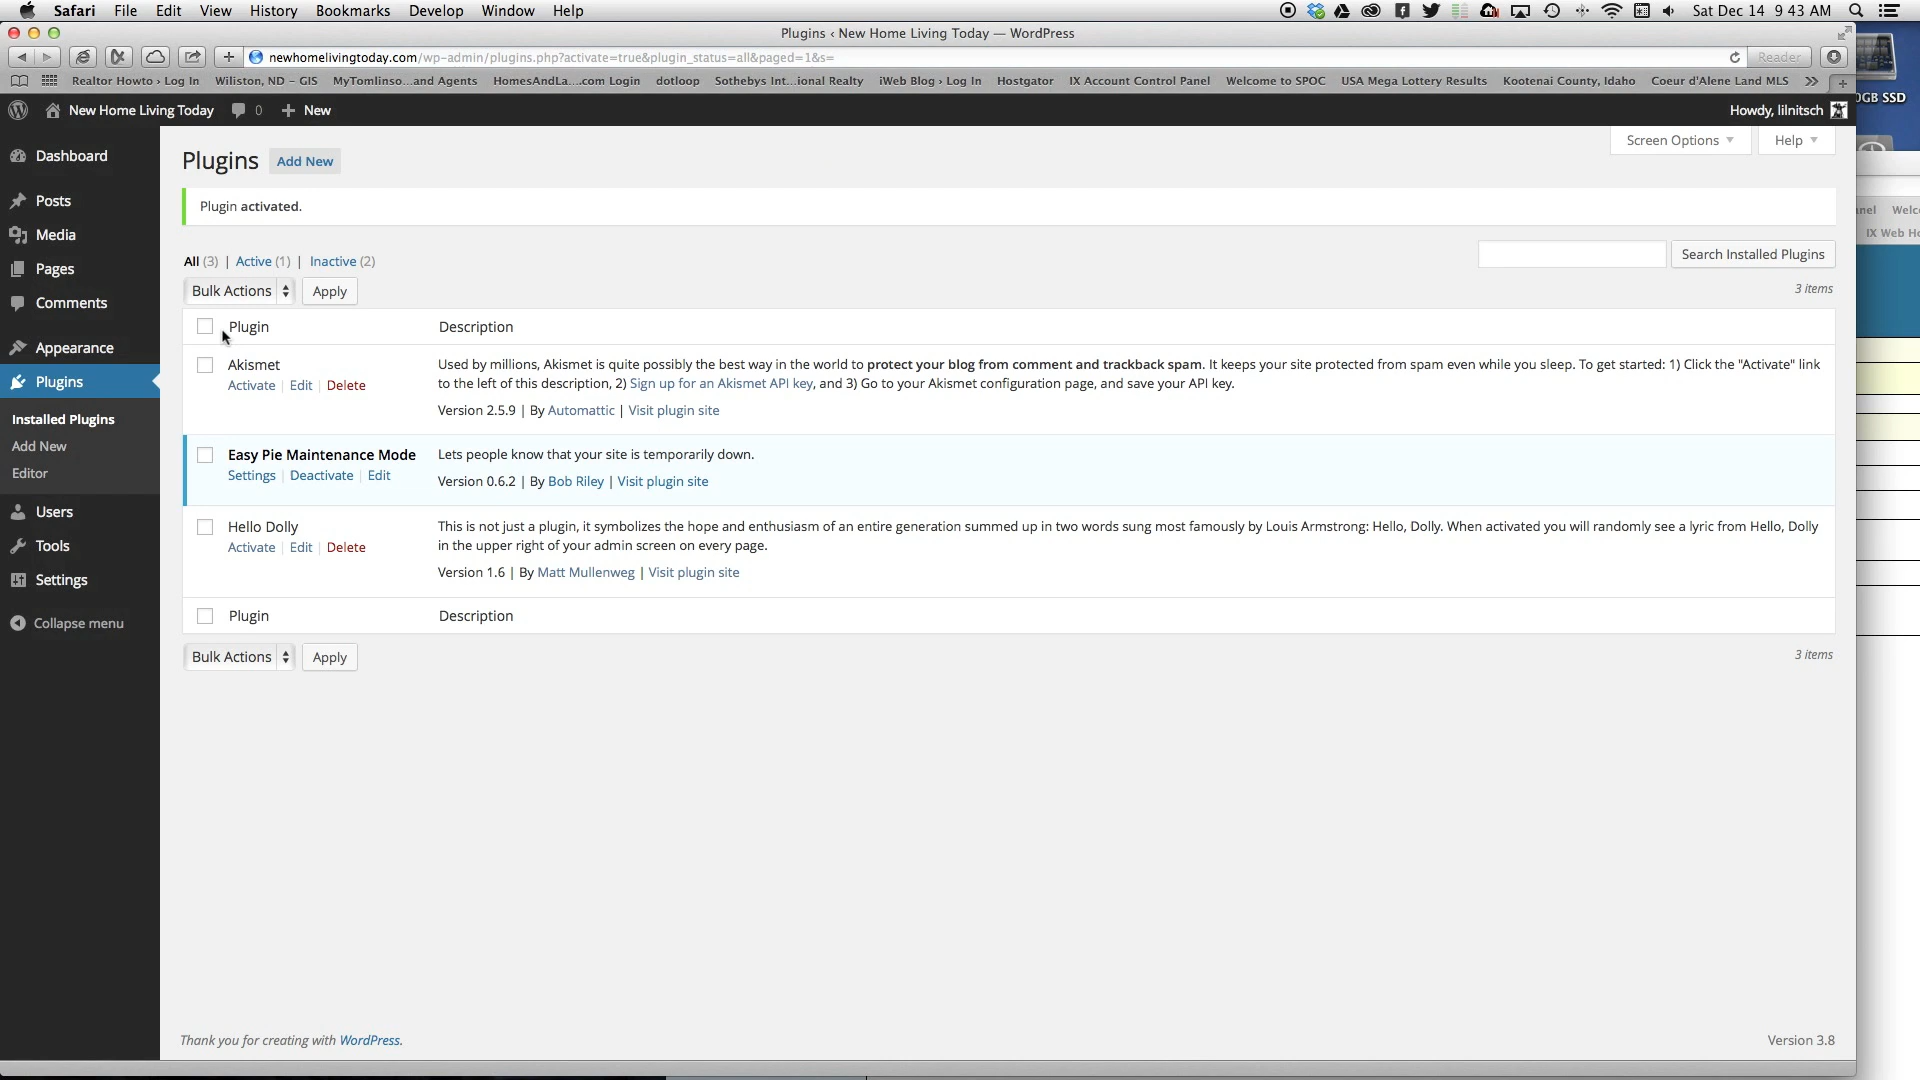 Safari File Edit View History Bookmarks Develop Window Help Sat Dec 14 9 43 AM
Plugins ‹ New Home Living Today — WordPress
newhomelivingtoday.com/wp-admin/plugins.php?activate=true&plugin_status=all&paged=1&s= Reader
Realtor Howto › Log In Wiliston, ND – GIS MyTomlinso...and Agents HomesAndLa....com Login dotloop Sothebys Int...ional Realty iWeb Blog › Log In Hostgator IX Account Control Panel Welcome to SPOC USA Mega Lottery Results Kootenai County, Idaho Coeur d'Alene Land MLS »
0GB SSD
New Home Living Today 0 + New Howdy, lilnitsch
Screen Options Help
Plugins Add New
Dashboard
Posts
Media
Pages
Comments
Appearance
Plugins
Installed Plugins
Add New
Editor
Users
Tools
Settings
Collapse menu
Plugin activated.
All (3) | Active (1) | Inactive (2)
Search Installed Plugins
Bulk Actions Apply
3 items
Plugin Description
Akismet
Activate | Edit | Delete
Used by millions, Akismet is quite possibly the best way in the world to protect your blog from comment and trackback spam. It keeps your site protected from spam even while you sleep. To get started: 1) Click the "Activate" link
to the left of this description, 2) Sign up for an Akismet API key, and 3) Go to your Akismet configuration page, and save your API key.
Version 2.5.9 | By Automattic | Visit plugin site
Easy Pie Maintenance Mode
Settings | Deactivate | Edit
Lets people know that your site is temporarily down.
Version 0.6.2 | By Bob Riley | Visit plugin site
Hello Dolly
Activate | Edit | Delete
This is not just a plugin, it symbolizes the hope and enthusiasm of an entire generation summed up in two words sung most famously by Louis Armstrong: Hello, Dolly. When activated you will randomly see a lyric from Hello, Dolly
in the upper right of your admin screen on every page.
Version 1.6 | By Matt Mullenweg | Visit plugin site
Plugin Description
Bulk Actions Apply
3 items
Thank you for creating with WordPress.
Version 3.8
nel Welc
IX Web Ho